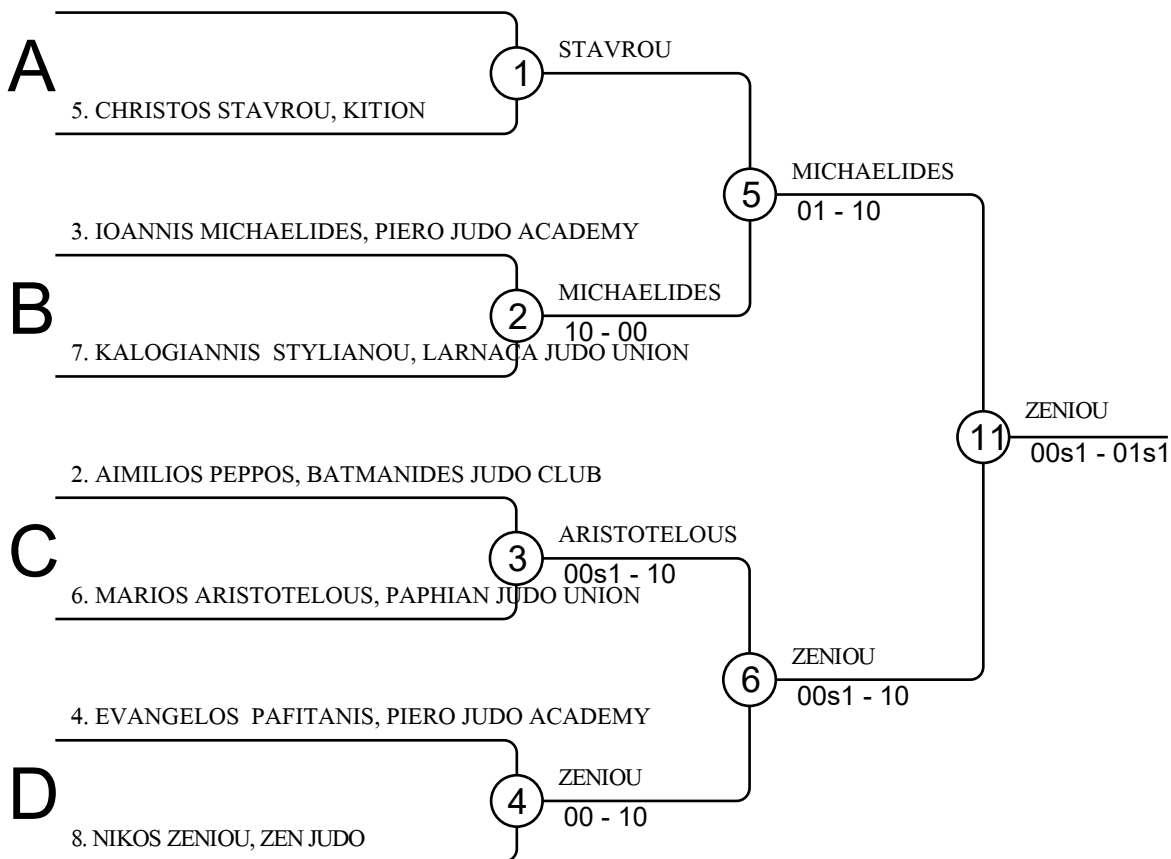 STAVROU
A
1
5. CHRISTOS STAVROU, KITION
MICHAELIDES
5
01 - 10
3. IOANNIS MICHAELIDES, PIERO JUDO ACADEMY
MICHAELIDES
B
2
10 - 00
7. KALOGIANNIS  STYLIANOU, LARNACA JUDO UNION
ZENIOU
11
00s1 - 01s1
2. AIMILIOS PEPPOS, BATMANIDES JUDO CLUB
ARISTOTELOUS
C
3
00s1 - 10
6. MARIOS ARISTOTELOUS, PAPHIAN JUDO UNION
ZENIOU
6
00s1 - 10
4. EVANGELOS  PAFITANIS, PIERO JUDO ACADEMY
ZENIOU
D
4
00 - 10
8. NIKOS ZENIOU, ZEN JUDO